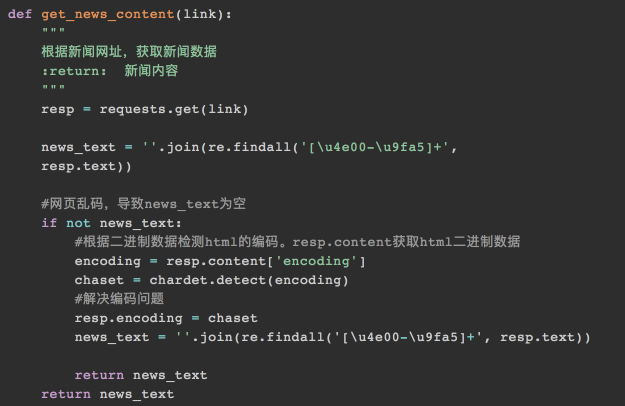 def get_news_content(link):
    """
    根据新闻网址，获取新闻数据
    :return:  新闻内容
    """
    resp = requests.get(link)

    news_text = ''.join(re.findall('[\u4e00-\u9fa5]+',
    resp.text))

    #网页乱码，导致news_text为空
    if not news_text:
        #根据二进制数据检测html的编码。resp.content获取html二进制数据
        encoding = resp.content['encoding']
        chaset = chardet.detect(encoding)
        #解决编码问题
        resp.encoding = chaset
        news_text = ''.join(re.findall('[\u4e00-\u9fa5]+', resp.text))

        return news_text
    return news_text